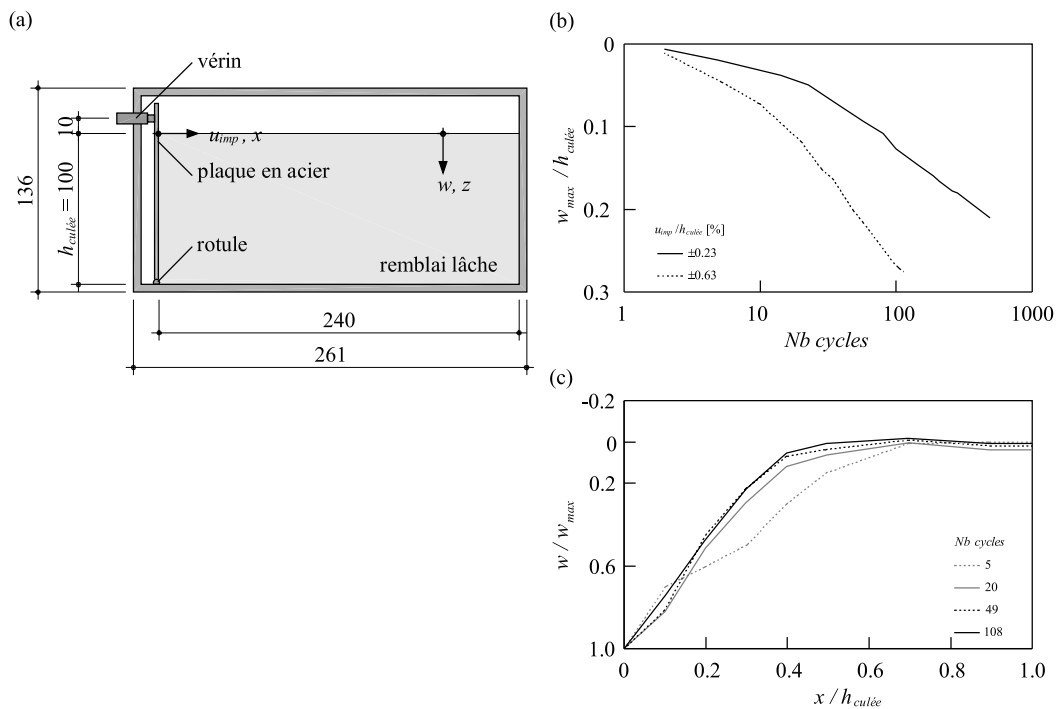 (a)
vérin
10
u_imp , x
plaque en acier
w, z
136
h_culée = 100
rotule
remblai lâche
240
261
(b)
0
0.1
0.2
0.3
w_max / h_culée
u_imp /h_culée [%]
±0.23
±0.63
1
10
100
1000
Nb cycles
(c)
-0.2
0
0.2
0.6
1.0
w / w_max
Nb cycles
5
20
49
108
0
0.2
0.4
0.6
0.8
1.0
x / h_culée